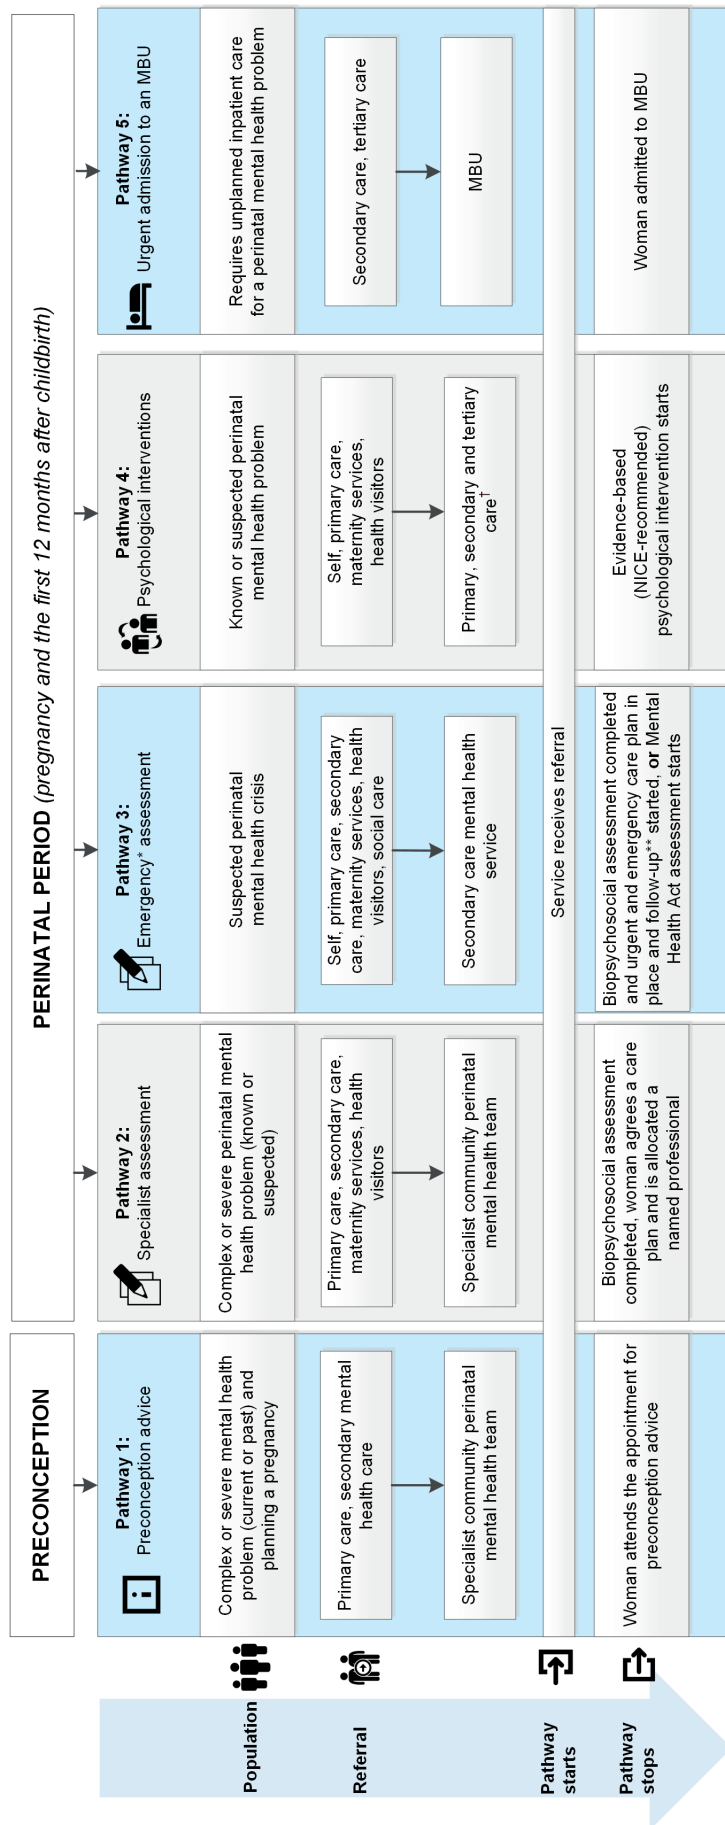 PRECONCEPTION
PERINATAL PERIOD (pregnancy and the first 12 months after childbirth)
Pathway 1:
Preconception advice
Pathway 2:
Specialist assessment
Pathway 3:
Emergency* assessment
Pathway 4:
Psychological interventions
Pathway 5:
Urgent admission to an MBU
Population
Complex or severe mental health
problem (current or past) and
planning a pregnancy
Complex or severe perinatal mental
health problem (known or
suspected)
Suspected perinatal
mental health crisis
Known or suspected perinatal
mental health problem
Requires unplanned inpatient care
for a perinatal mental health problem
Referral
Primary care, secondary mental
health care
Primary care, secondary care,
maternity services, health
visitors
Self, primary care, secondary
care, maternity services, health
visitors, social care
Self, primary care,
maternity services,
health visitors
Secondary care, tertiary care
Specialist community perinatal
mental health team
Specialist community perinatal
mental health team
Secondary care mental health
service
Primary, secondary and tertiary
care†
MBU
Pathway
starts
Service receives referral
Pathway
stops
Woman attends the appointment for
preconception advice
Biopsychosocial assessment
completed, woman agrees a care
plan and is allocated a
named professional
Biopsychosocial assessment completed
and urgent and emergency care plan in
place and follow-up** started, or Mental
Health Act assessment starts
Evidence-based
(NICE-recommended)
psychological intervention starts
Woman admitted to MBU